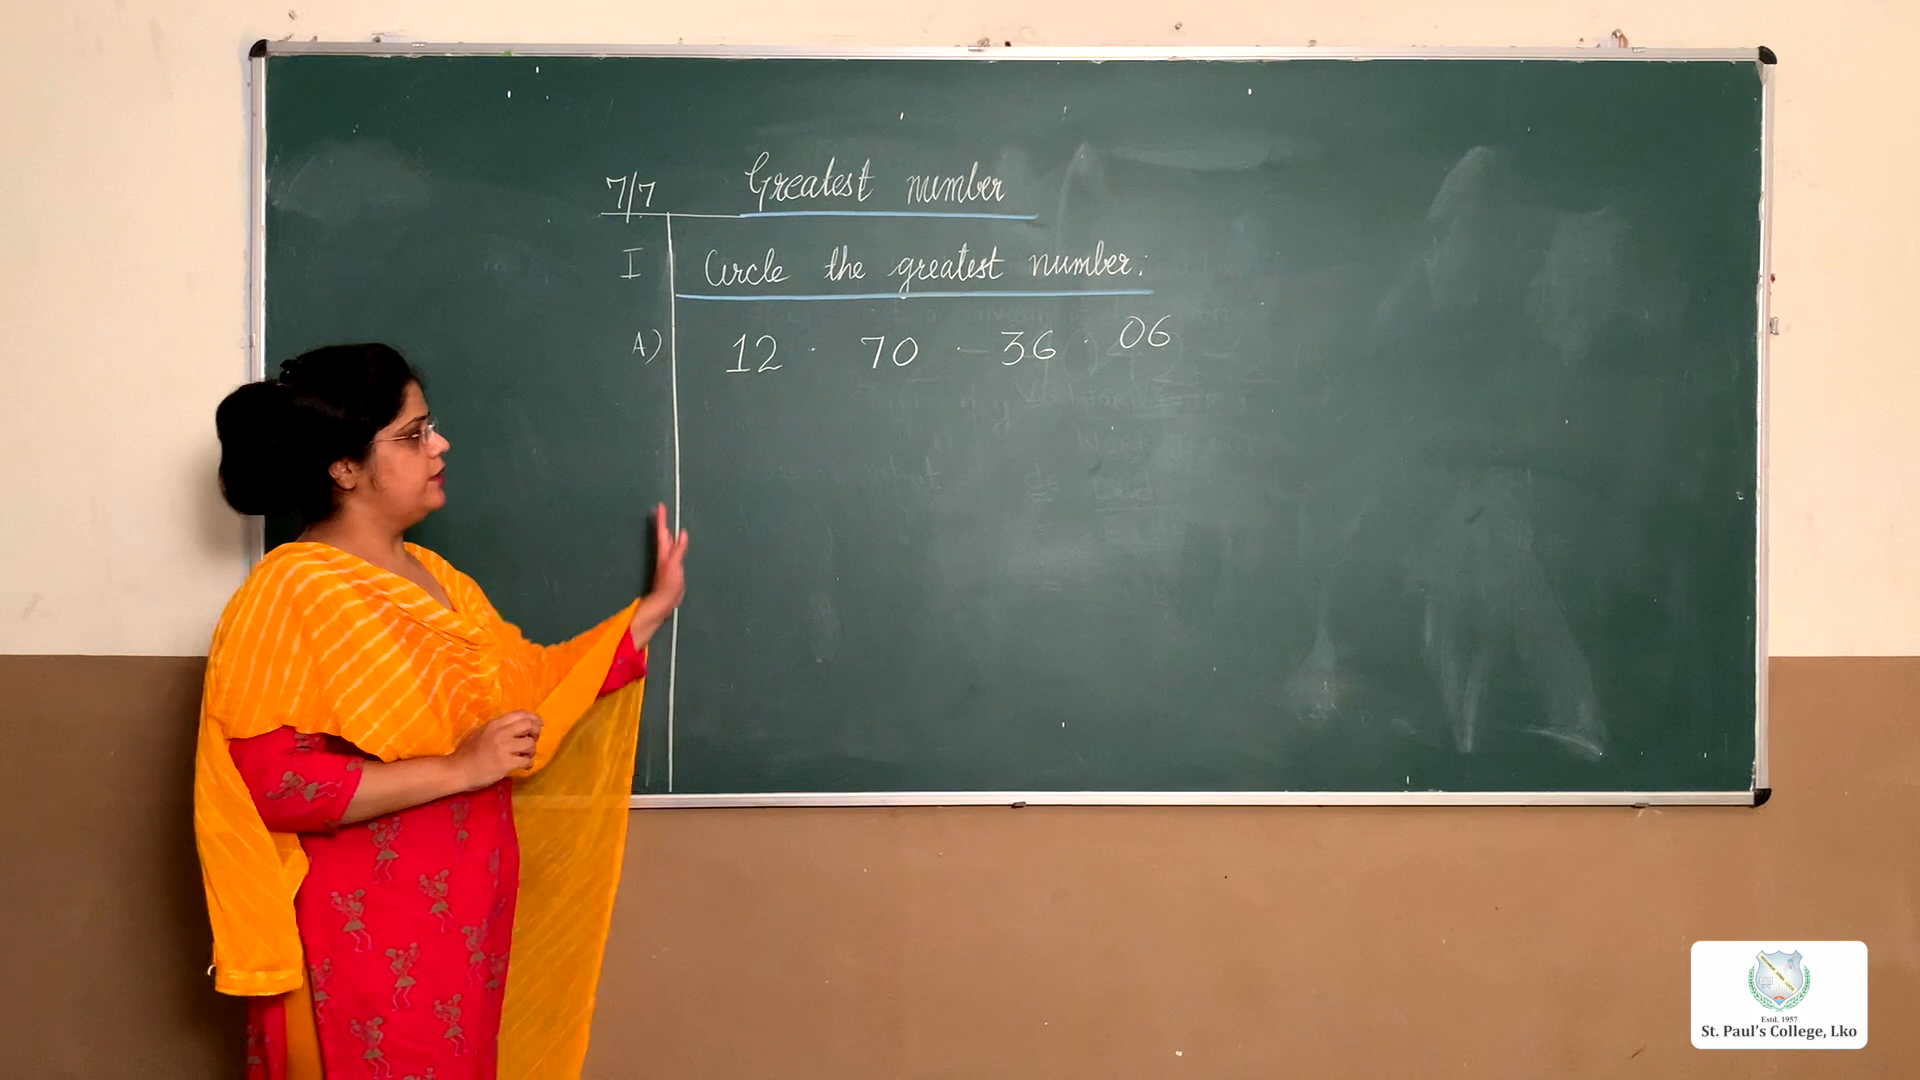 7/7 Greatest number
I Circle the greatest number.
A) 12 . 70 . 36 . 06
Estd. 1957
St. Paul's College, Lko